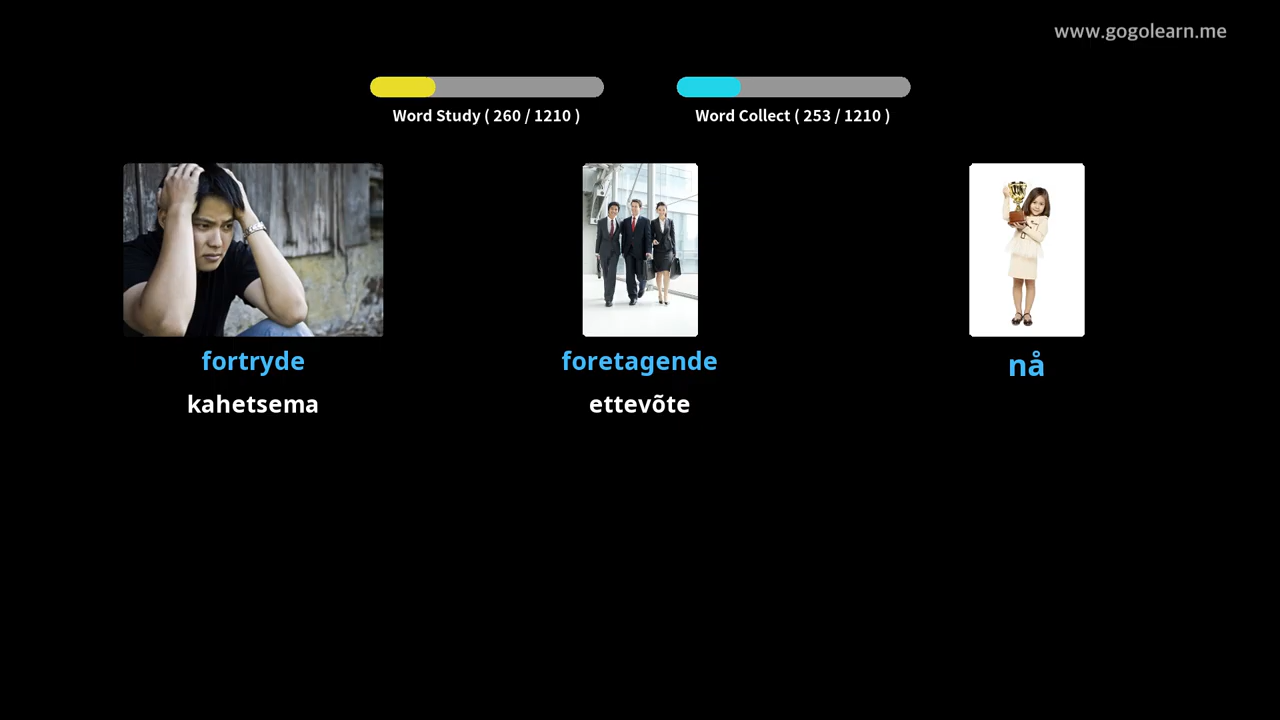 www.gogolearn.me
Word Study ( 260 / 1210 )
Word Collect ( 253 / 1210 )
fortryde
kahetsema
foretagende
ettevõte
nå